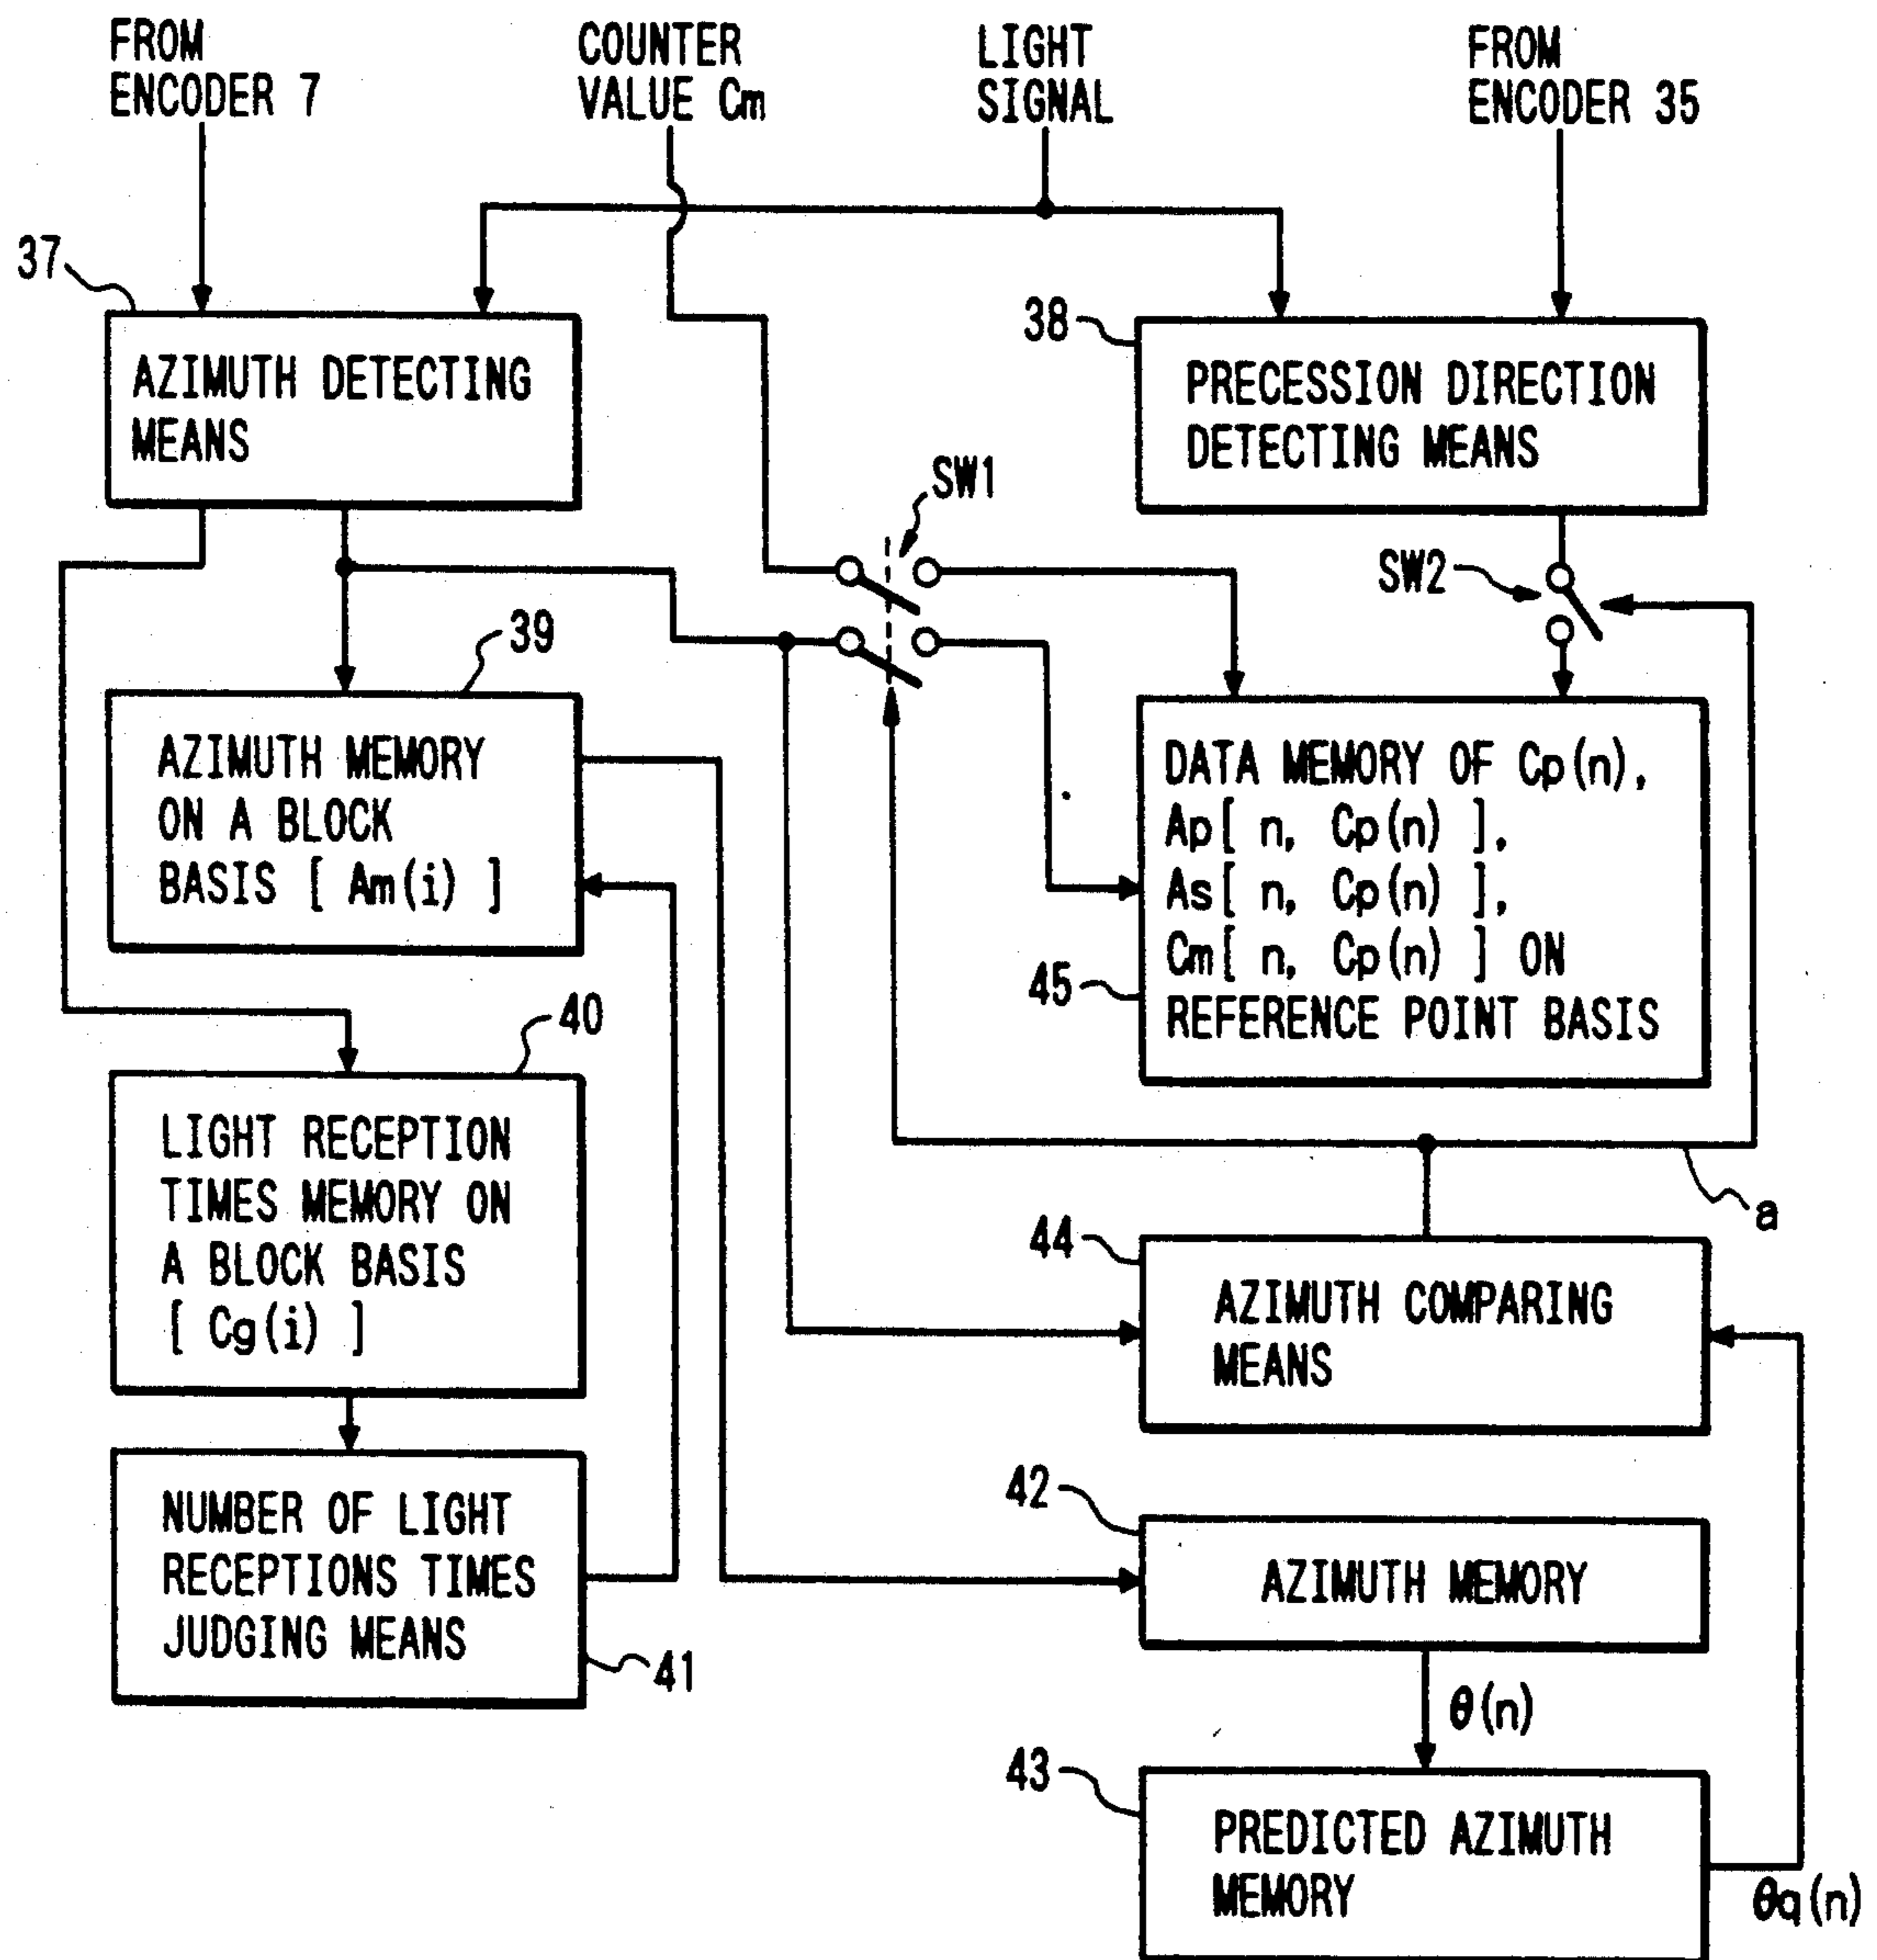 FROM
ENCODER 7
COUNTER
VALUE Cm
LIGHT
SIGNAL
FROM
ENCODER 35
37
AZIMUTH DETECTING
MEANS
38
PRECESSION DIRECTION
DETECTING MEANS
SW1
SW2
39
AZIMUTH MEMORY
ON A BLOCK
BASIS [ Am(i) ]
DATA MEMORY OF Cp(n),
Ap[ n, Cp(n) ],
As[ n, Cp(n) ],
Cm[ n, Cp(n) ] ON
REFERENCE POINT BASIS
45
40
LIGHT RECEPTION
TIMES MEMORY ON
A BLOCK BASIS
[ Cg(i) ]
a
44
AZIMUTH COMPARING
MEANS
NUMBER OF LIGHT
RECEPTIONS TIMES
JUDGING MEANS
41
42
AZIMUTH MEMORY
θ(n)
43
PREDICTED AZIMUTH
MEMORY
θq(n)